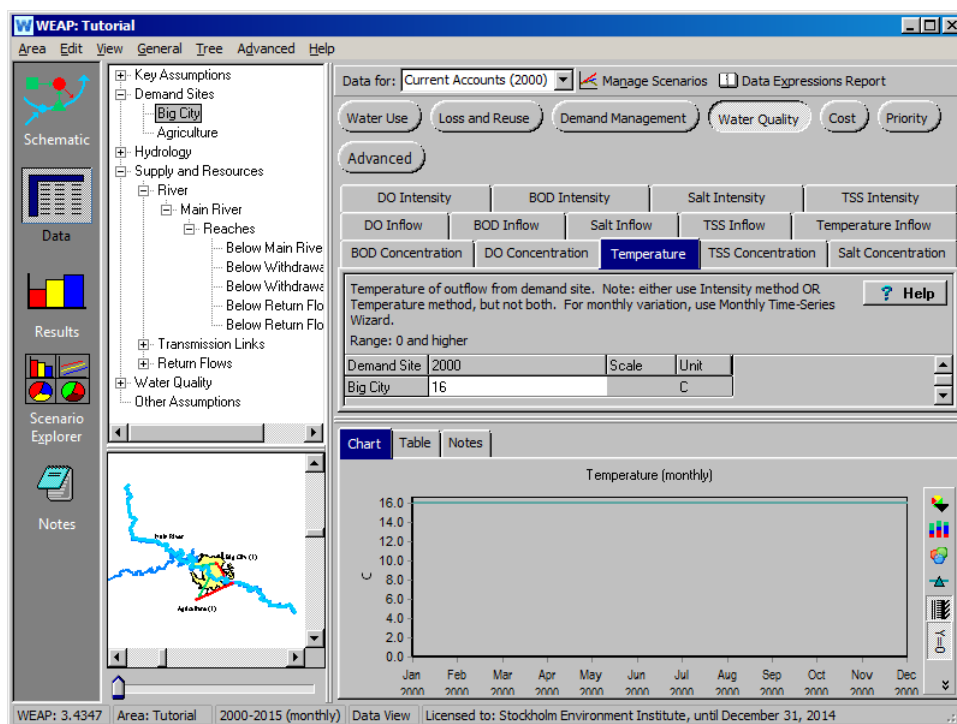 WEAP: Tutorial
Area Edit View General Tree Advanced Help
Schematic
Data
Results
Scenario
Explorer
Notes
Key Assumptions
Demand Sites
Big City
Agriculture
Hydrology
Supply and Resources
River
Main River
Reaches
Below Main Rive
Below Withdrawa
Below Withdrawa
Below Return Flo
Below Return Flo
Transmission Links
Return Flows
Water Quality
Other Assumptions
Main River
Big City (1)
Agriculture (1)
Data for: Current Accounts (2000) Manage Scenarios Data Expressions Report
Water Use Loss and Reuse Demand Management Water Quality Cost Priority
Advanced
DO Intensity BOD Intensity Salt Intensity TSS Intensity
DO Inflow BOD Inflow Salt Inflow TSS Inflow Temperature Inflow
BOD Concentration DO Concentration Temperature TSS Concentration Salt Concentration
Temperature of outflow from demand site. Note: either use Intensity method OR
Temperature method, but not both. For monthly variation, use Monthly Time-Series
Wizard.
Range: 0 and higher
? Help
Demand Site 2000 Scale Unit
Big City 16 C
Chart Table Notes
Temperature (monthly)
16.0
14.0
12.0
10.0
8.0
6.0
4.0
2.0
0.0
C
Jan Feb Mar Apr May Jun Jul Aug Sep Oct Nov Dec
2000 2000 2000 2000 2000 2000 2000 2000 2000 2000 2000 2000
Y=0
WEAP: 3.4347 Area: Tutorial 2000-2015 (monthly) Data View Licensed to: Stockholm Environment Institute, until December 31, 2014